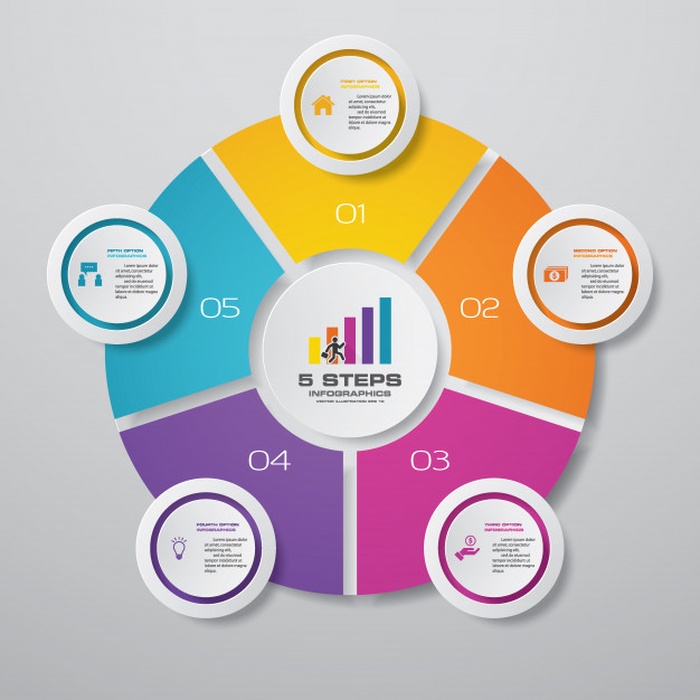 FIRST OPTION
INFOGRAPHICS
Lorem ipsum dolor
sit amet, consectetur
adipisicing elit,
sed do eiusmod
tempor incididunt ut
labore et dolore magna
aliqua.
01
SECOND OPTION
INFOGRAPHICS
Lorem ipsum dolor
sit amet, consectetur
adipisicing elit,
sed do eiusmod
tempor incididunt ut
labore et dolore magna
aliqua.
02
THIRD OPTION
INFOGRAPHICS
Lorem ipsum dolor
sit amet, consectetur
adipisicing elit,
sed do eiusmod
tempor incididunt ut
labore et dolore magna
aliqua.
03
FOURTH OPTION
INFOGRAPHICS
Lorem ipsum dolor
sit amet, consectetur
adipisicing elit,
sed do eiusmod
tempor incididunt ut
labore et dolore magna
aliqua.
04
FIFTH OPTION
INFOGRAPHICS
Lorem ipsum dolor
sit amet, consectetur
adipisicing elit,
sed do eiusmod
tempor incididunt ut
labore et dolore magna
aliqua.
05
5 STEPS
INFOGRAPHICS
VECTOR ILLUSTRATION EPS 10